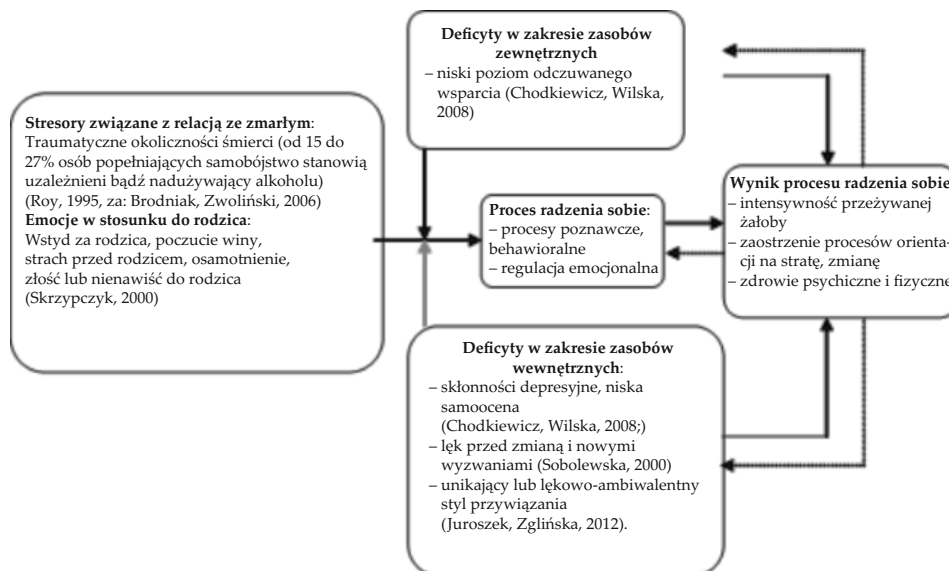 Deficyty w zakresie zasobów
zewnętrznych
– niski poziom odczuwanego
wsparcia (Chodkiewicz, Wilska,
2008)
Stresory związane z relacją ze zmarłym:
Traumatyczne okoliczności śmierci (od 15 do
27% osób popełniających samobójstwo stanowią
uzależnieni bądź nadużywający alkoholu)
(Roy, 1995, za: Brodniak, Zwoliński, 2006)
Emocje w stosunku do rodzica:
Wstyd za rodzica, poczucie winy,
strach przed rodzicem, osamotnienie,
złość lub nienawiść do rodzica
(Skrzypczyk, 2000)
Proces radzenia sobie:
– procesy poznawcze,
behawioralne
– regulacja emocjonalna
Wynik procesu radzenia sobie
– intensywność przeżywanej
żałoby
– zaostrzenie procesów orienta-
cji na stratę, zmianę
– zdrowie psychiczne i fizyczne
Deficyty w zakresie zasobów
wewnętrznych:
– skłonności depresyjne, niska
samoocena
(Chodkiewicz, Wilska, 2008;)
– lęk przed zmianą i nowymi
wyzwaniami (Sobolewska, 2000)
– unikający lub lękowo-ambiwalentny
styl przywiązania
(Juroszek, Zglińska, 2012).